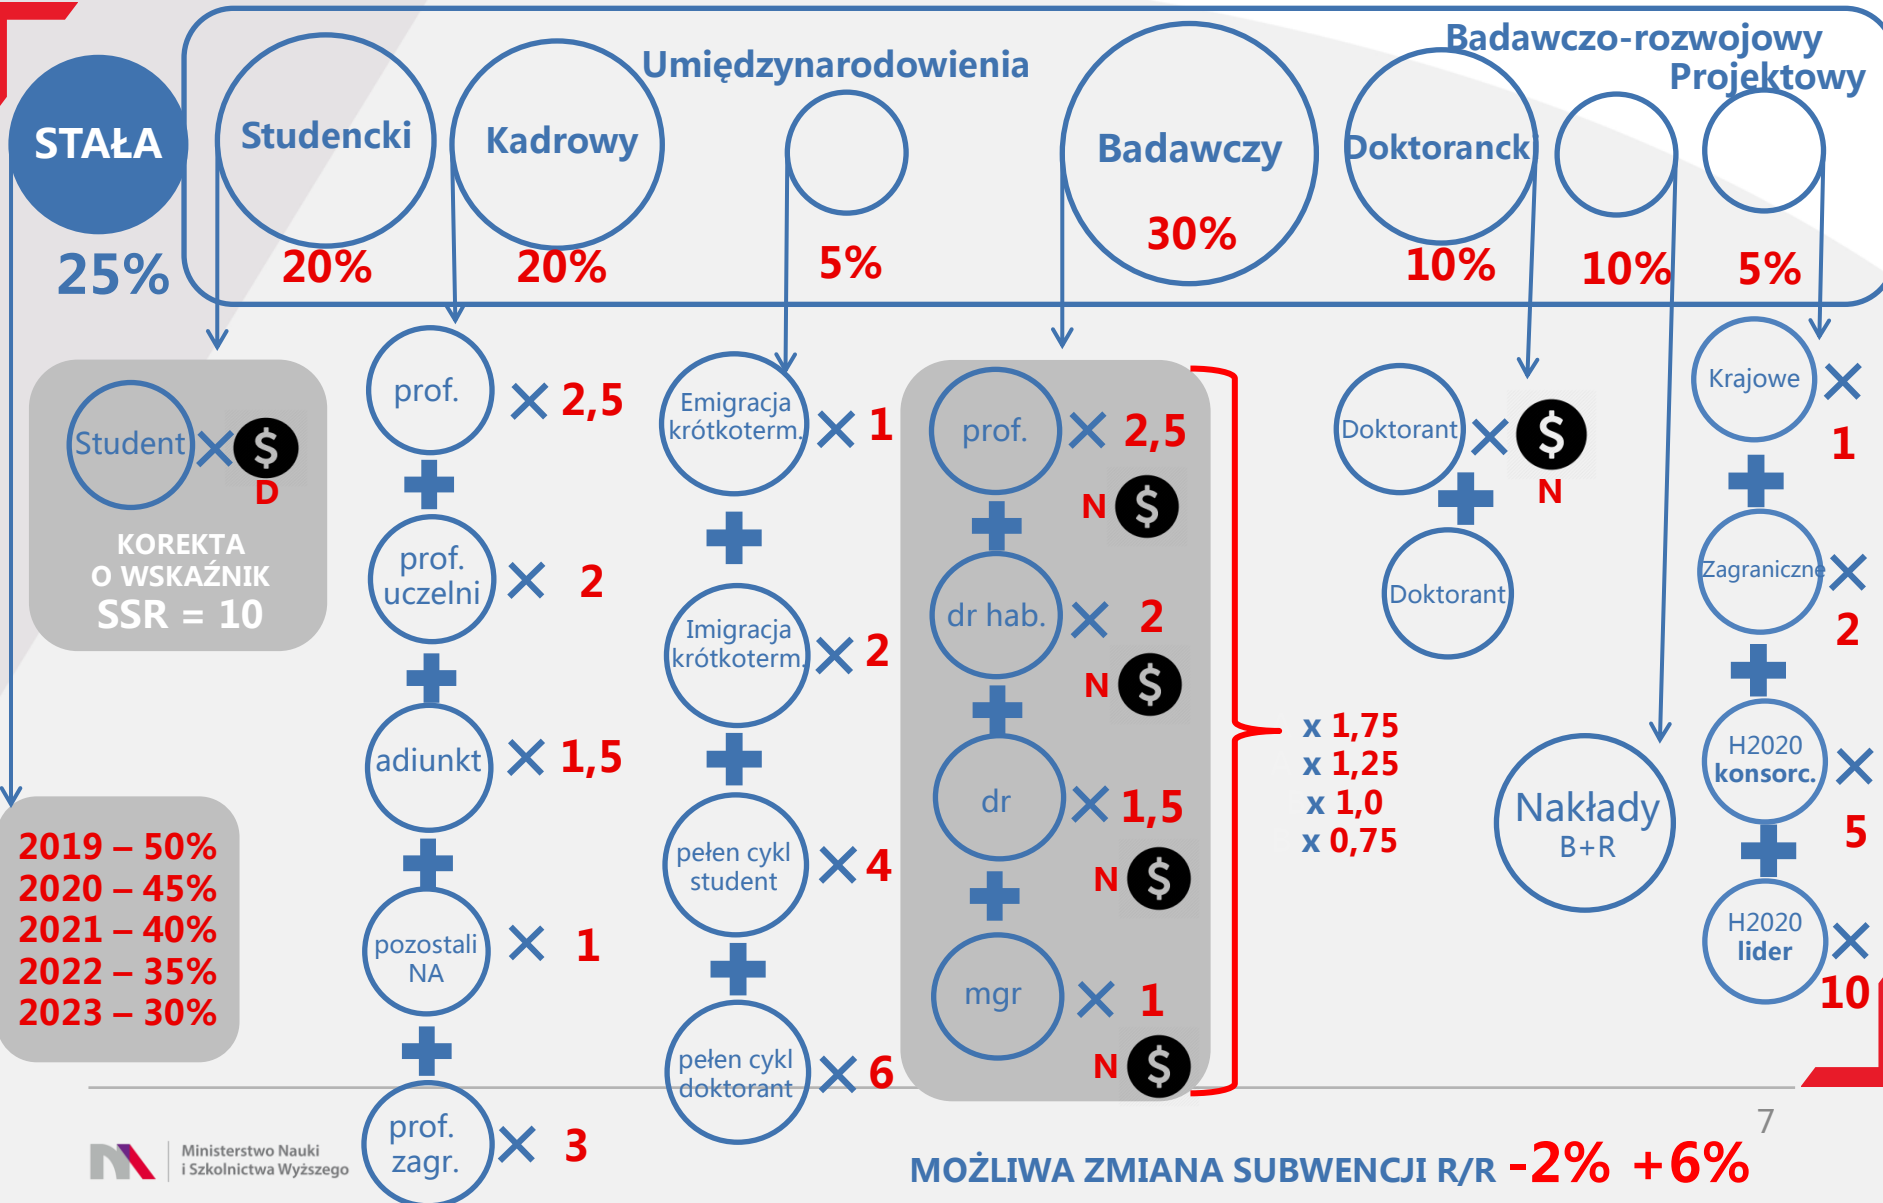 STAŁA
25%
Studencki
20%
Kadrowy
20%
Umiędzynarodowienia
5%
Badawczy
30%
Doktoranck
10%
Badawczo-rozwojowy
10%
Projektowy
5%
Student
$
D
KOREKTA
O WSKAŹNIK
SSR = 10
2019 – 50%
2020 – 45%
2021 – 40%
2022 – 35%
2023 – 30%
prof.
2,5
prof.
uczelni
2
adiunkt
1,5
pozostali
NA
1
prof.
zagr.
3
Emigracja
krótkoterm.
1
Imigracja
krótkoterm.
2
pełen cykl
student
4
pełen cykl
doktorant
6
prof.
2,5
N $
dr hab.
2
N $
dr
1,5
N $
mgr
1
N $
x 1,75
x 1,25
x 1,0
x 0,75
Doktorant
$
N
Doktorant
Nakłady
B+R
Krajowe
1
Zagraniczne
2
H2020
konsorc.
5
H2020
lider
10
Ministerstwo Nauki
i Szkolnictwa Wyższego
MOŻLIWA ZMIANA SUBWENCJI R/R -2% +6%
7